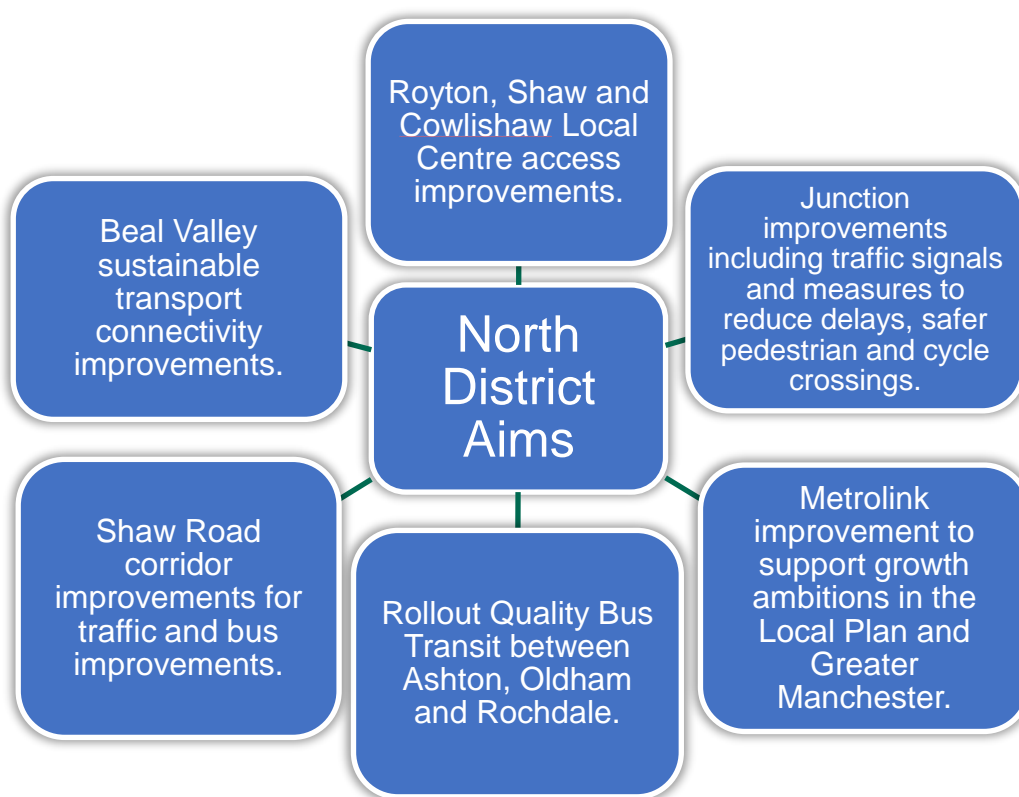 Royton, Shaw and
Cowlishaw Local
Centre access
improvements.
Beal Valley
sustainable
transport
connectivity
improvements.
Junction
improvements
including traffic signals
and measures to
reduce delays, safer
pedestrian and cycle
crossings.
North
District
Aims
Shaw Road
corridor
improvements for
traffic and bus
improvements.
Rollout Quality Bus
Transit between
Ashton, Oldham
and Rochdale.
Metrolink
improvement to
support growth
ambitions in the
Local Plan and
Greater
Manchester.